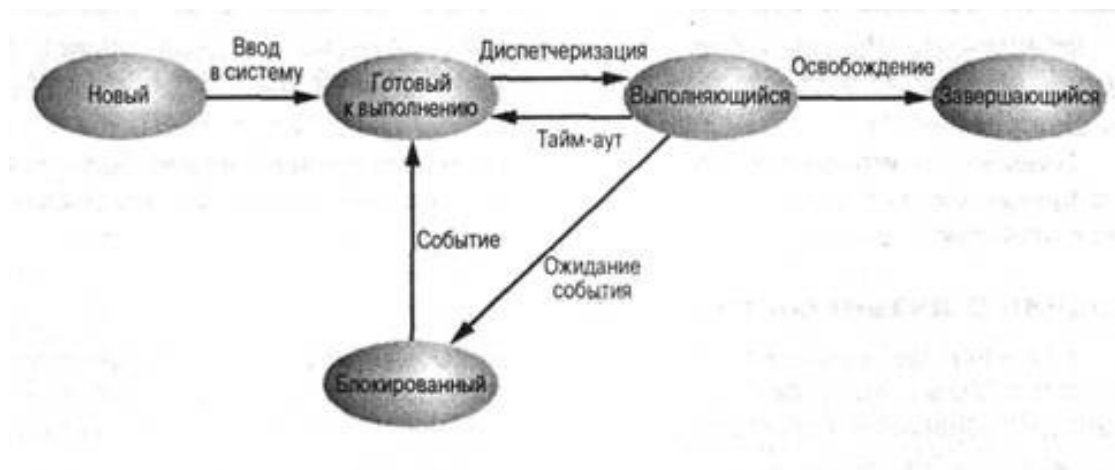 Новый
Ввод
в систему
Готовый
к выполнению
Диспетчеризация
Тайм-аут
Выполняющийся
Освобождение
Завершающийся
Событие
Ожидание
события
Блокированный